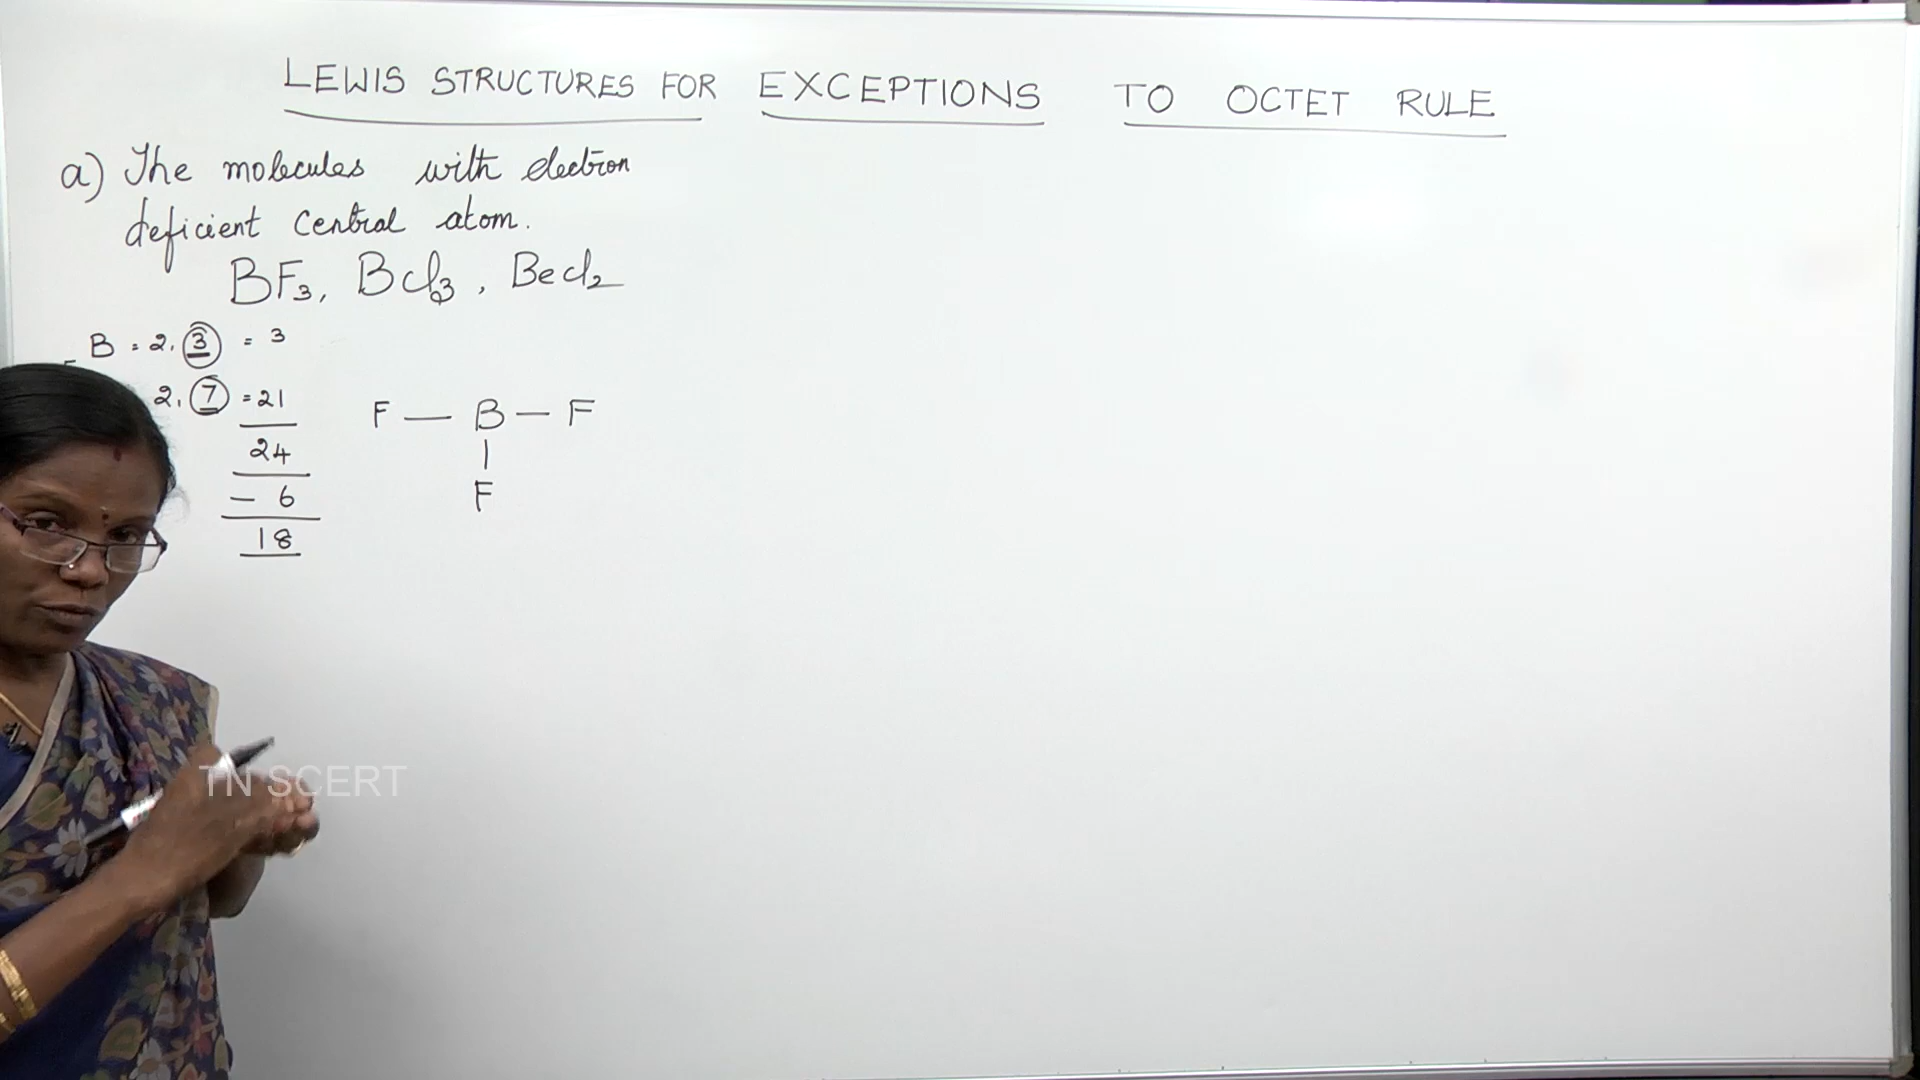 LEWIS STRUCTURES FOR EXCEPTIONS TO OCTET RULE
a) The molecules with electron
deficient central atom.
BF₃, BCl₃, BeCl₂
B = 2, 3 = 3
2, 7 = 21
24
- 6
18
F — B — F
|
F
TN SCERT